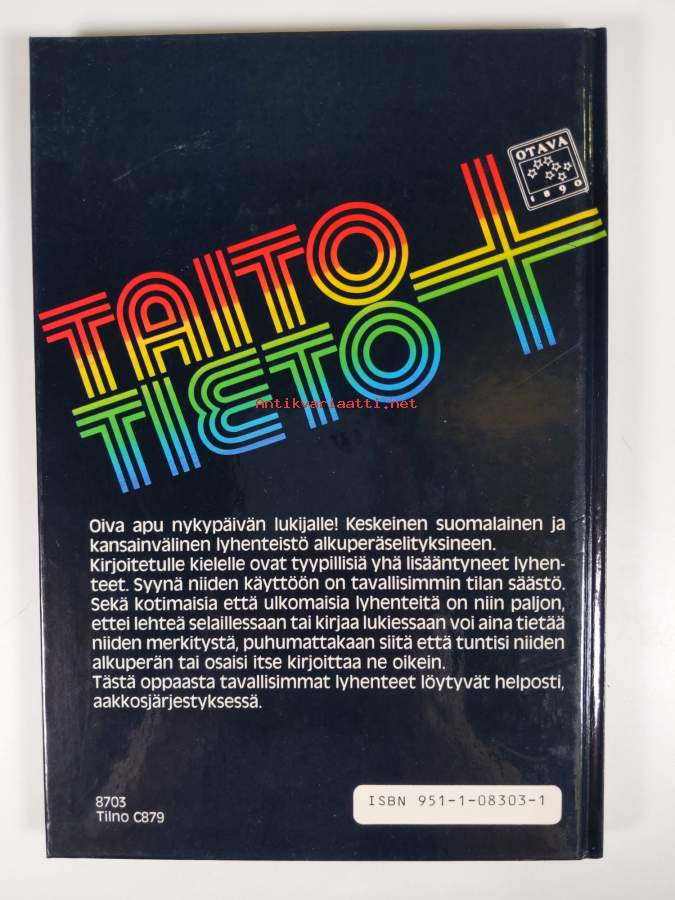 OTAVA
1890
TAITO
TIETO +
Antikvariaatti.net
Oiva apu nykypäivän lukijalle! Keskeinen suomalainen ja
kansainvälinen lyhenteistö alkuperäselityksineen.
Kirjoitetulle kielelle ovat tyypillisiä yhä lisääntyneet lyhen-
teet. Syynä niiden käyttöön on tavallisimmin tilan säästö.
Sekä kotimaisia että ulkomaisia lyhenteitä on niin paljon,
ettei lehteä selaillessaan tai kirjaa lukiessaan voi aina tietää
niiden merkitystä, puhumattakaan siitä että tuntisi niiden
alkuperän tai osaisi itse kirjoittaa ne oikein.
Tästä oppaasta tavallisimmat lyhenteet löytyvät helposti,
aakkosjärjestyksessä.
8703
Tilno C879
ISBN 951-1-08303-1